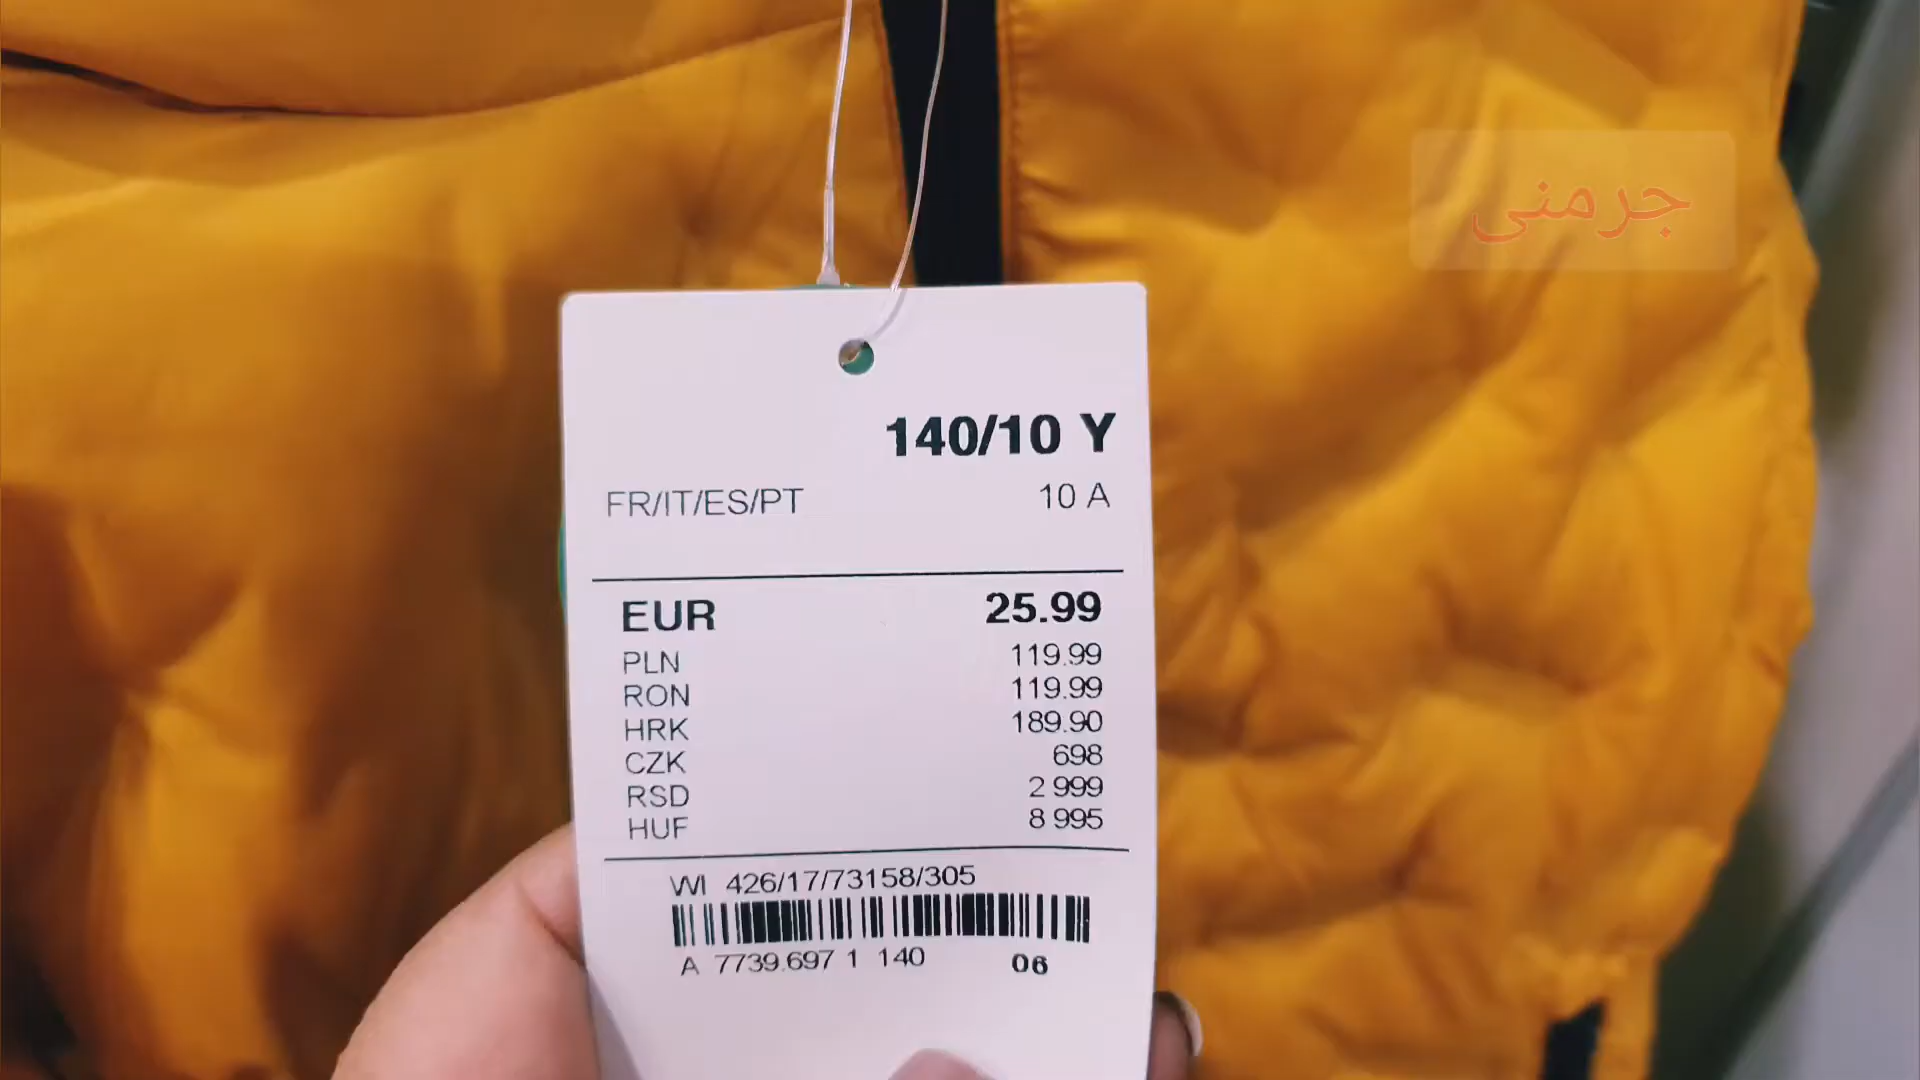 جرمنی
140/10 Y
FR/IT/ES/PT 10 A
EUR 25.99
PLN 119.99
RON 119.99
HRK 189.90
CZK 698
RSD 2 999
HUF 8 995
WI 426/17/73158/305
A 7739.697 1 140 06